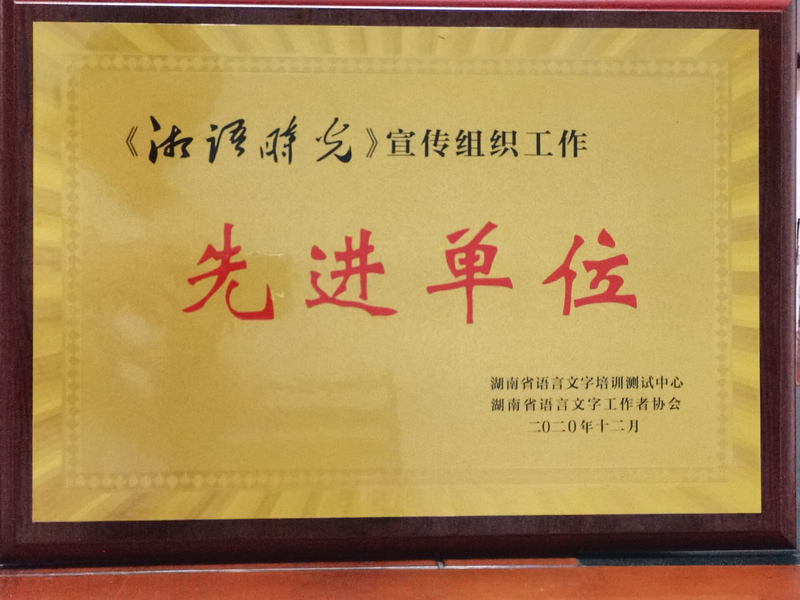 《湘语时光》宣传组织工作
先进单位
湖南省语言文字培训测试中心
湖南省语言文字工作者协会
二〇二〇年十二月